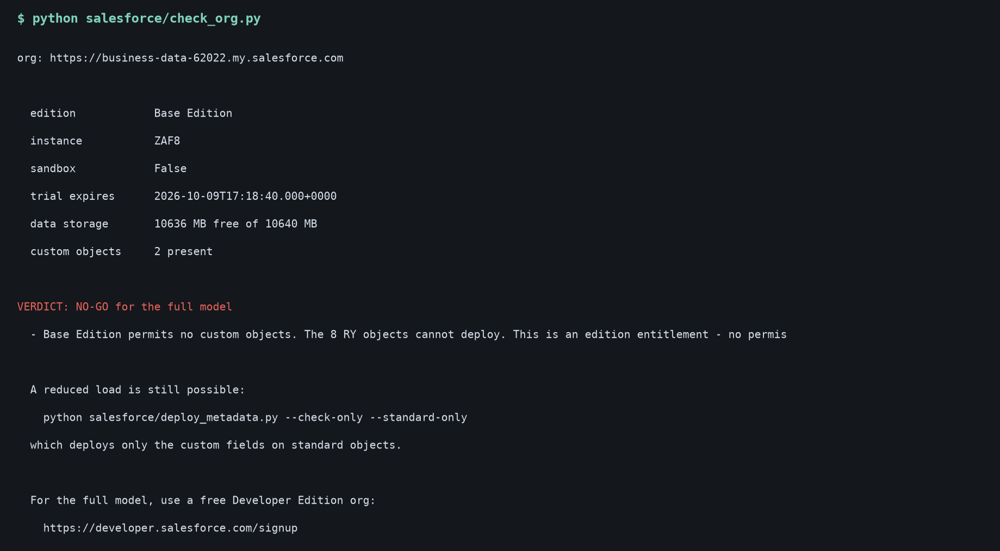 $ python salesforce/check_org.py
org: https://business-data-62022.my.salesforce.com
edition Base Edition
instance ZAF8
sandbox False
trial expires 2026-10-09T17:18:40.000+0000
data storage 10636 MB free of 10640 MB
custom objects 2 present
VERDICT: NO-GO for the full model
- Base Edition permits no custom objects. The 8 RY objects cannot deploy. This is an edition entitlement - no permis
A reduced load is still possible:
python salesforce/deploy_metadata.py --check-only --standard-only
which deploys only the custom fields on standard objects.
For the full model, use a free Developer Edition org:
https://developer.salesforce.com/signup